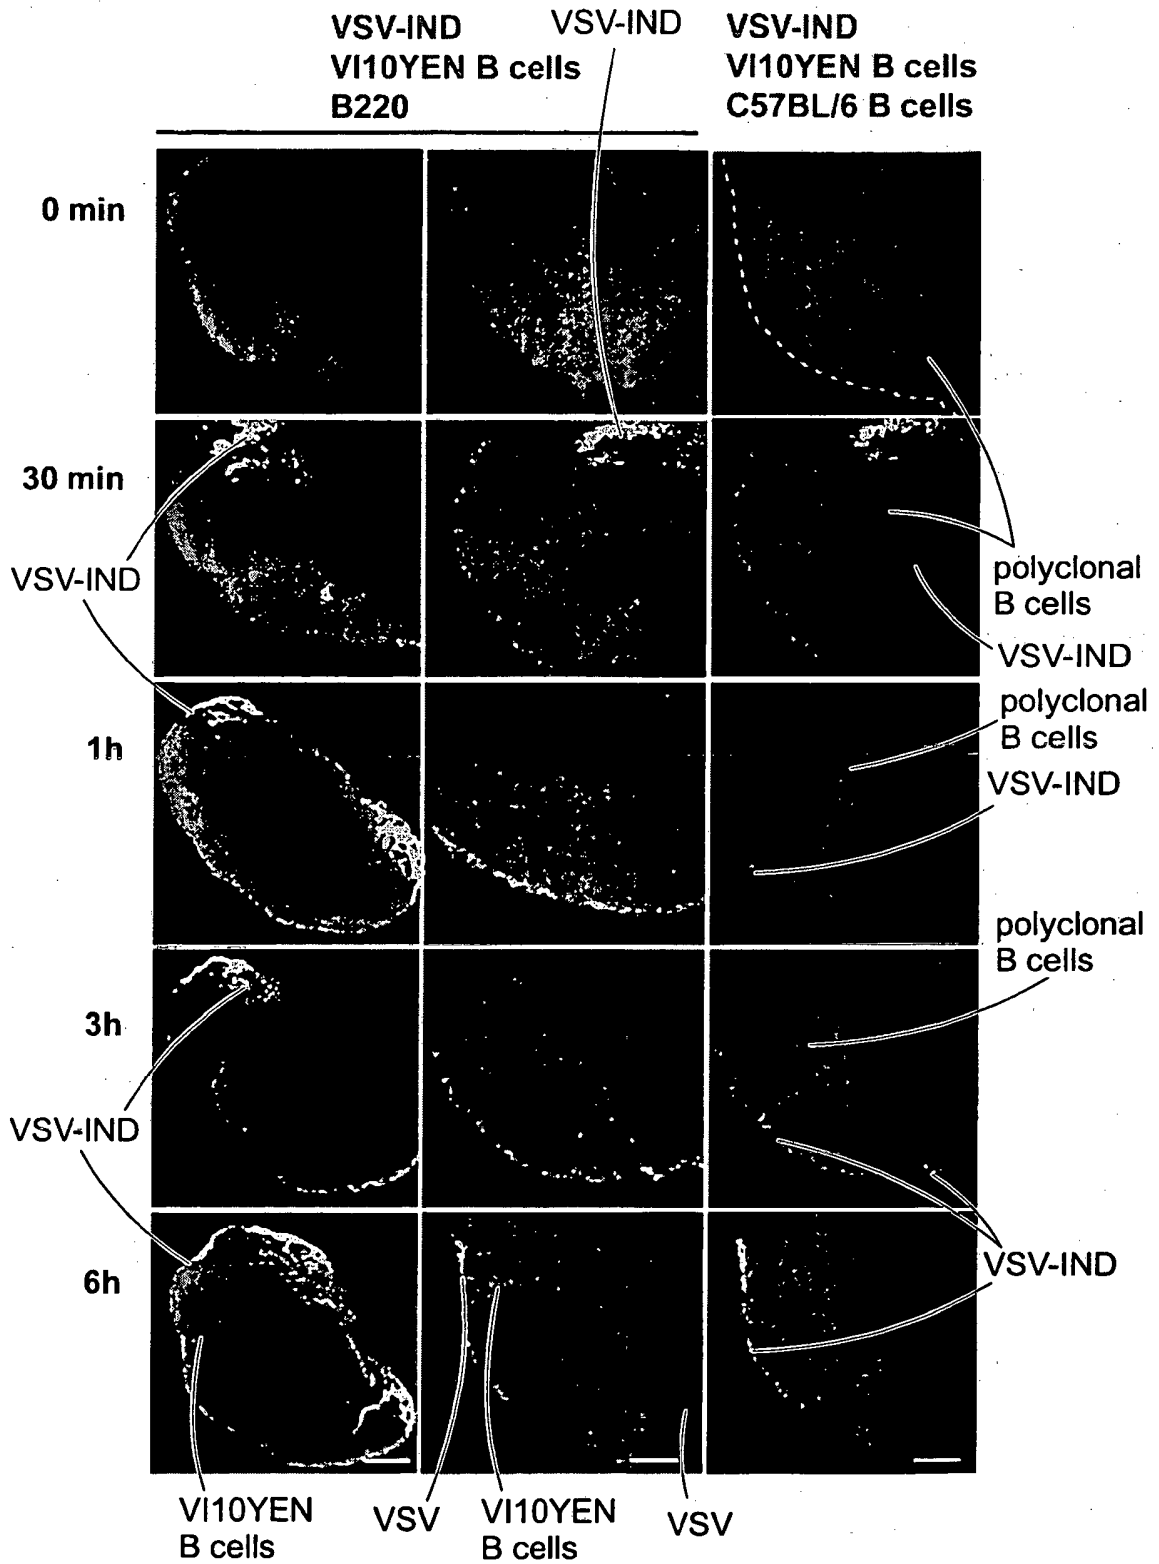 VSV-IND
VI10YEN B cells
B220
VSV-IND
VSV-IND
VI10YEN B cells
C57BL/6 B cells
0 min
30 min
VSV-IND
polyclonal
B cells
VSV-IND
1h
polyclonal
B cells
VSV-IND
3h
polyclonal
B cells
VSV-IND
6h
VSV-IND
VI10YEN
B cells
VSV
VI10YEN
B cells
VSV